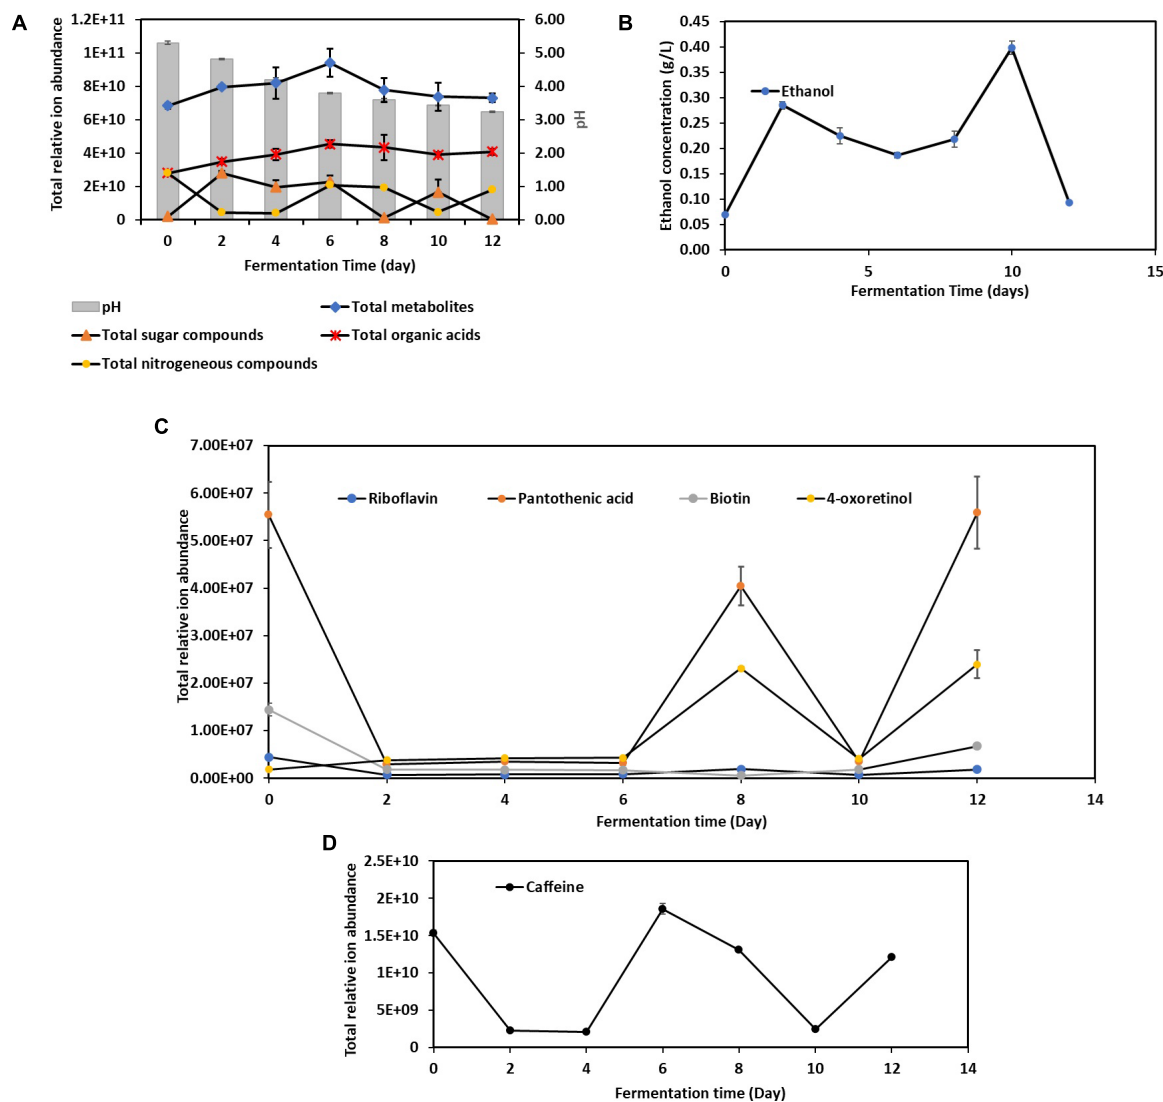 A
Total relative ion abundance
1.2E+11
1E+11
8E+10
6E+10
4E+10
2E+10
0
6.00
5.00
4.00
3.00
2.00
1.00
0.00
pH
0 2 4 6 8 10 12
Fermentation Time (day)
pH
Total metabolites
Total sugar compounds
Total organic acids
Total nitrogeneous compounds
B
Ethanol concentration (g/L)
0.45
0.40
0.35
0.30
0.25
0.20
0.15
0.10
0.05
0.00
Ethanol
0 5 10 15
Fermentation Time (days)
C
Total relative ion abundance
7.00E+07
6.00E+07
5.00E+07
4.00E+07
3.00E+07
2.00E+07
1.00E+07
0.00E+00
Riboflavin Pantothenic acid Biotin 4-oxoretinol
0 2 4 6 8 10 12 14
Fermentation time (Day)
D
Total relative ion abundance
2.5E+10
2E+10
1.5E+10
1E+10
5E+09
0
Caffeine
0 2 4 6 8 10 12 14
Fermentation time (Day)